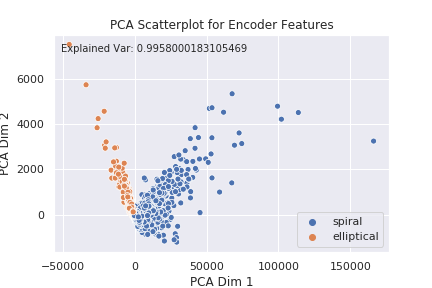 PCA Scatterplot for Encoder Features
Explained Var: 0.9958000183105469
PCA Dim 2
6000
4000
2000
0
spiral
elliptical
−50000 0 50000 100000 150000
PCA Dim 1